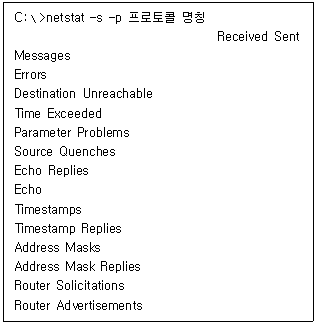 C:\>netstat -s -p 프로토콜 명칭
Received Sent
Messages
Errors
Destination Unreachable
Time Exceeded
Parameter Problems
Source Quenches
Echo Replies
Echo
Timestamps
Timestamp Replies
Address Masks
Address Mask Replies
Router Solicitations
Router Advertisements